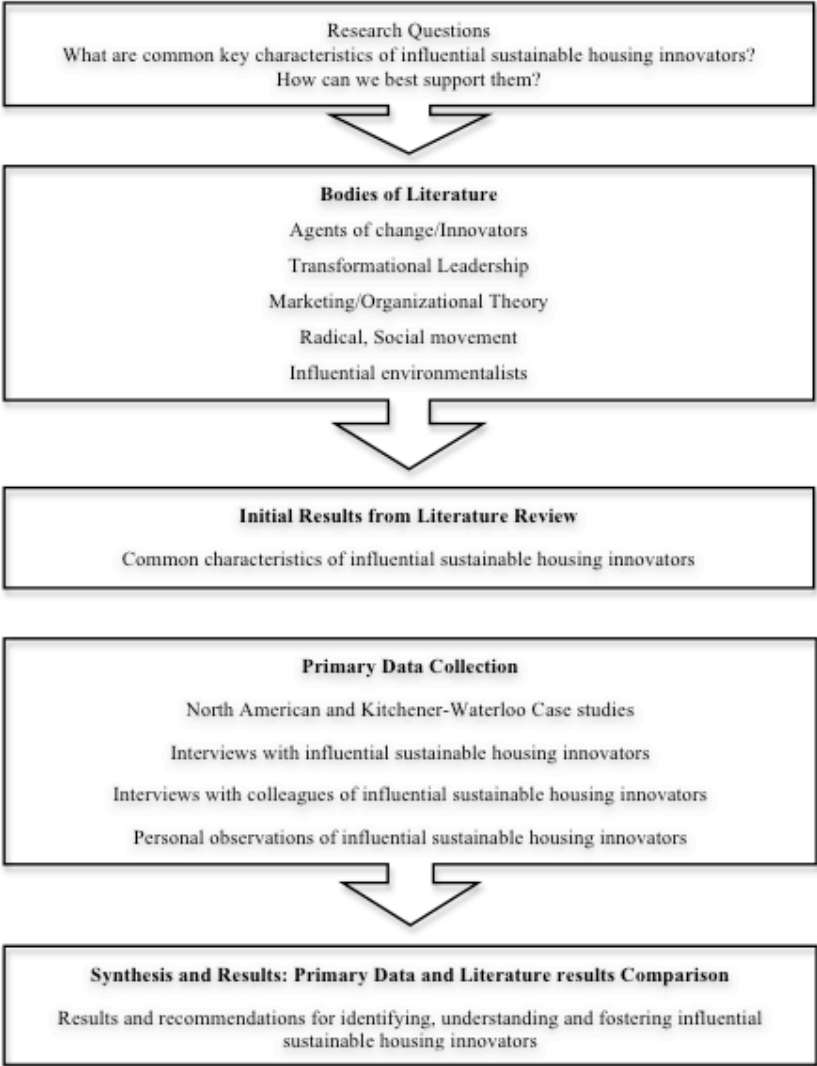 Research Questions
What are common key characteristics of influential sustainable housing innovators?
How can we best support them?
Bodies of Literature
Agents of change/Innovators
Transformational Leadership
Marketing/Organizational Theory
Radical, Social movement
Influential environmentalists
Initial Results from Literature Review
Common characteristics of influential sustainable housing innovators
Primary Data Collection
North American and Kitchener-Waterloo Case studies
Interviews with influential sustainable housing innovators
Interviews with colleagues of influential sustainable housing innovators
Personal observations of influential sustainable housing innovators
Synthesis and Results: Primary Data and Literature results Comparison
Results and recommendations for identifying, understanding and fostering influential
sustainable housing innovators